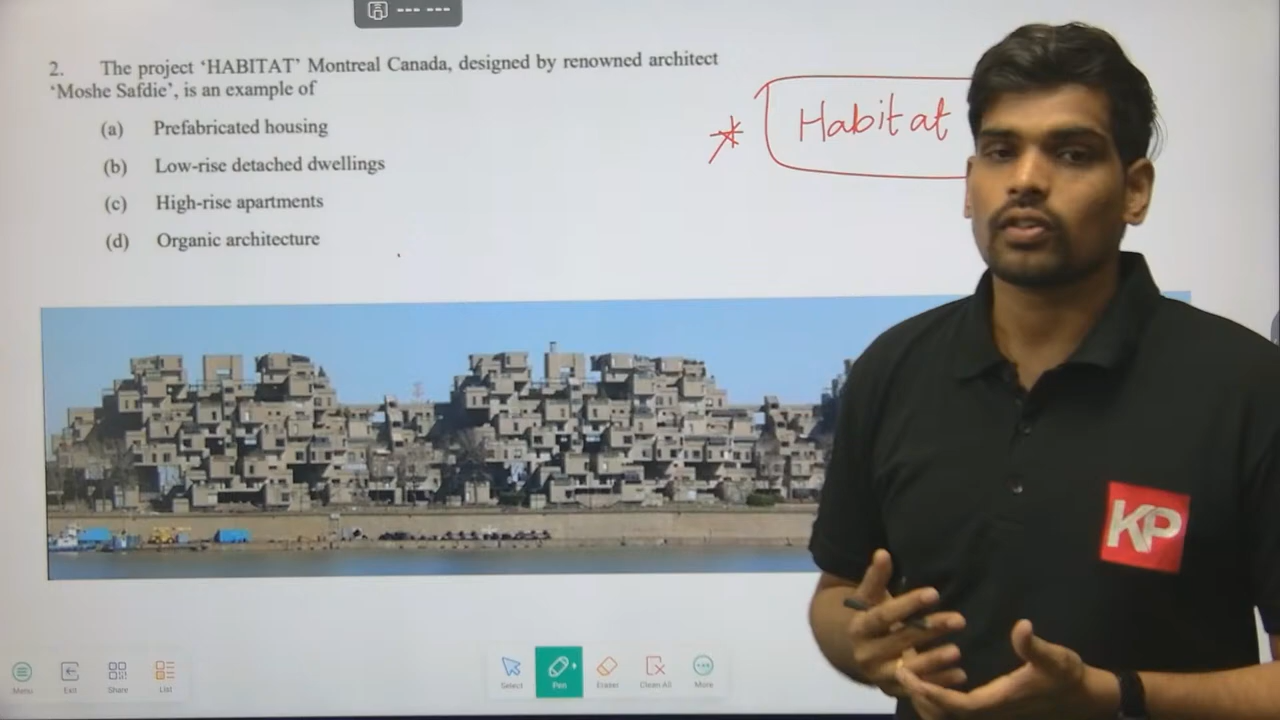 2. The project ‘HABITAT’ Montreal Canada, designed by renowned architect
‘Moshe Safdie’, is an example of
(a) Prefabricated housing
(b) Low-rise detached dwellings
(c) High-rise apartments
(d) Organic architecture
Habitat
KP
Menu
Exit
Share
List
Select
Pen
Eraser
Clean All
More